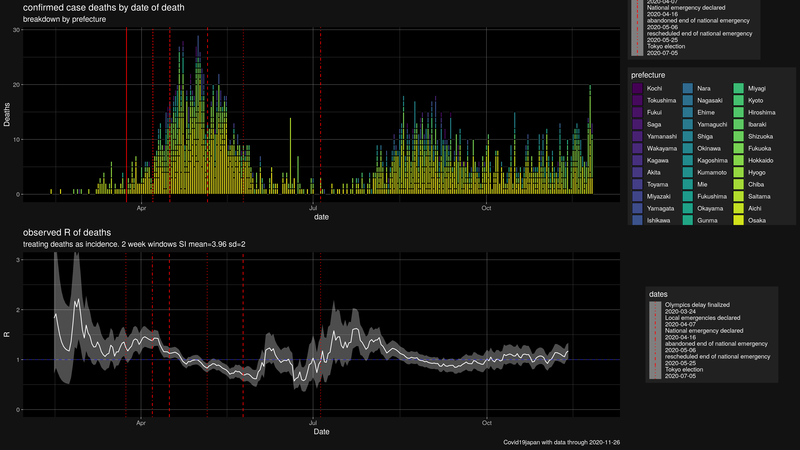 confirmed case deaths by date of death
breakdown by prefecture
30
20
10
0
Deaths
Apr
Jul
Oct
date
2020-04-07
National emergency declared
2020-04-16
abandoned end of national emergency
2020-05-06
rescheduled end of national emergency
2020-05-25
Tokyo election
2020-07-05
prefecture
Kochi
Tokushima
Fukui
Saga
Yamanashi
Wakayama
Kagawa
Akita
Toyama
Miyazaki
Yamagata
Ishikawa
Nara
Nagasaki
Ehime
Yamaguchi
Shiga
Okinawa
Kagoshima
Kumamoto
Mie
Fukushima
Okayama
Gunma
Miyagi
Kyoto
Hiroshima
Ibaraki
Shizuoka
Fukuoka
Hokkaido
Hyogo
Chiba
Saitama
Aichi
Osaka
observed R of deaths
treating deaths as incidence. 2 week windows SI mean=3.96 sd=2
3
2
1
0
R
Apr
Jul
Oct
Date
dates
Olympics delay finalized
2020-03-24
Local emergencies declared
2020-04-07
National emergency declared
2020-04-16
abandoned end of national emergency
2020-05-06
rescheduled end of national emergency
2020-05-25
Tokyo election
2020-07-05
Covid19japan with data through 2020-11-26